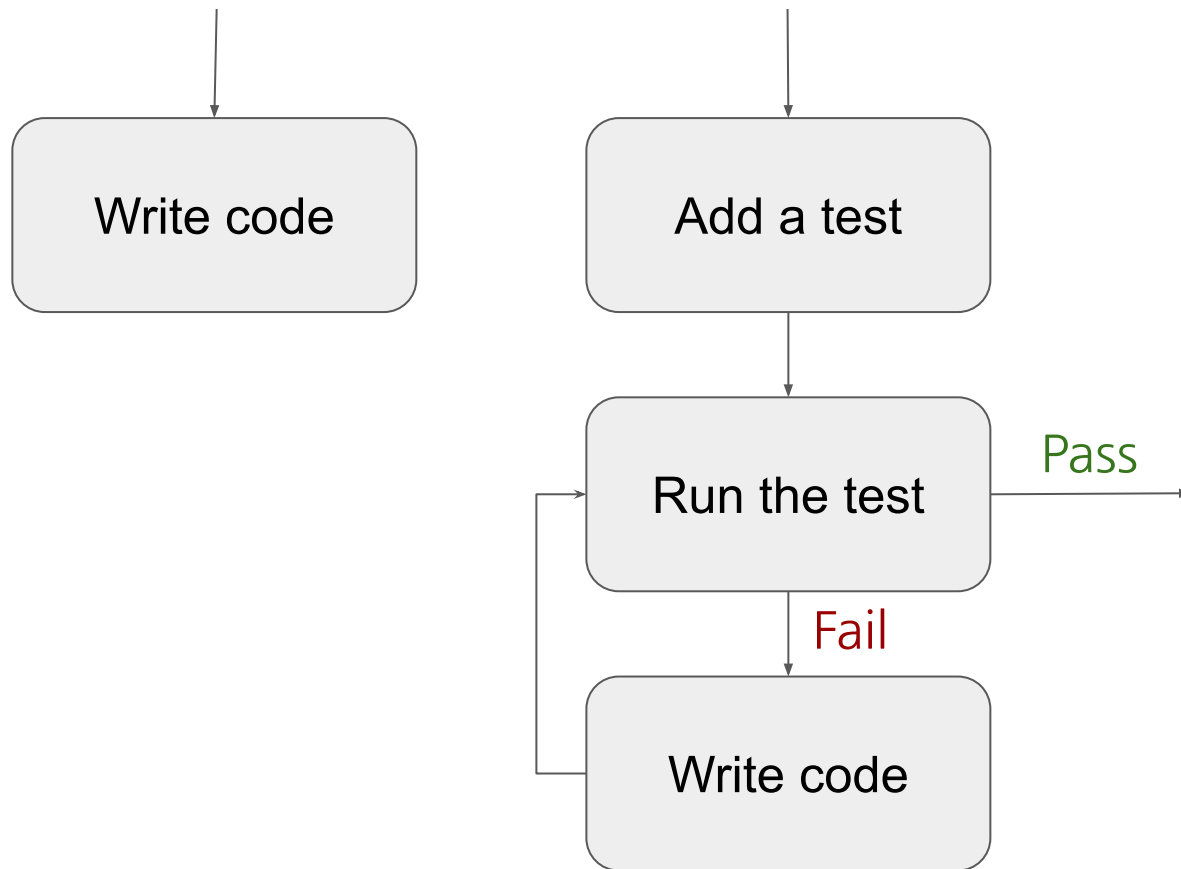 Write code
Add a test
Run the test
Pass
Fail
Write code